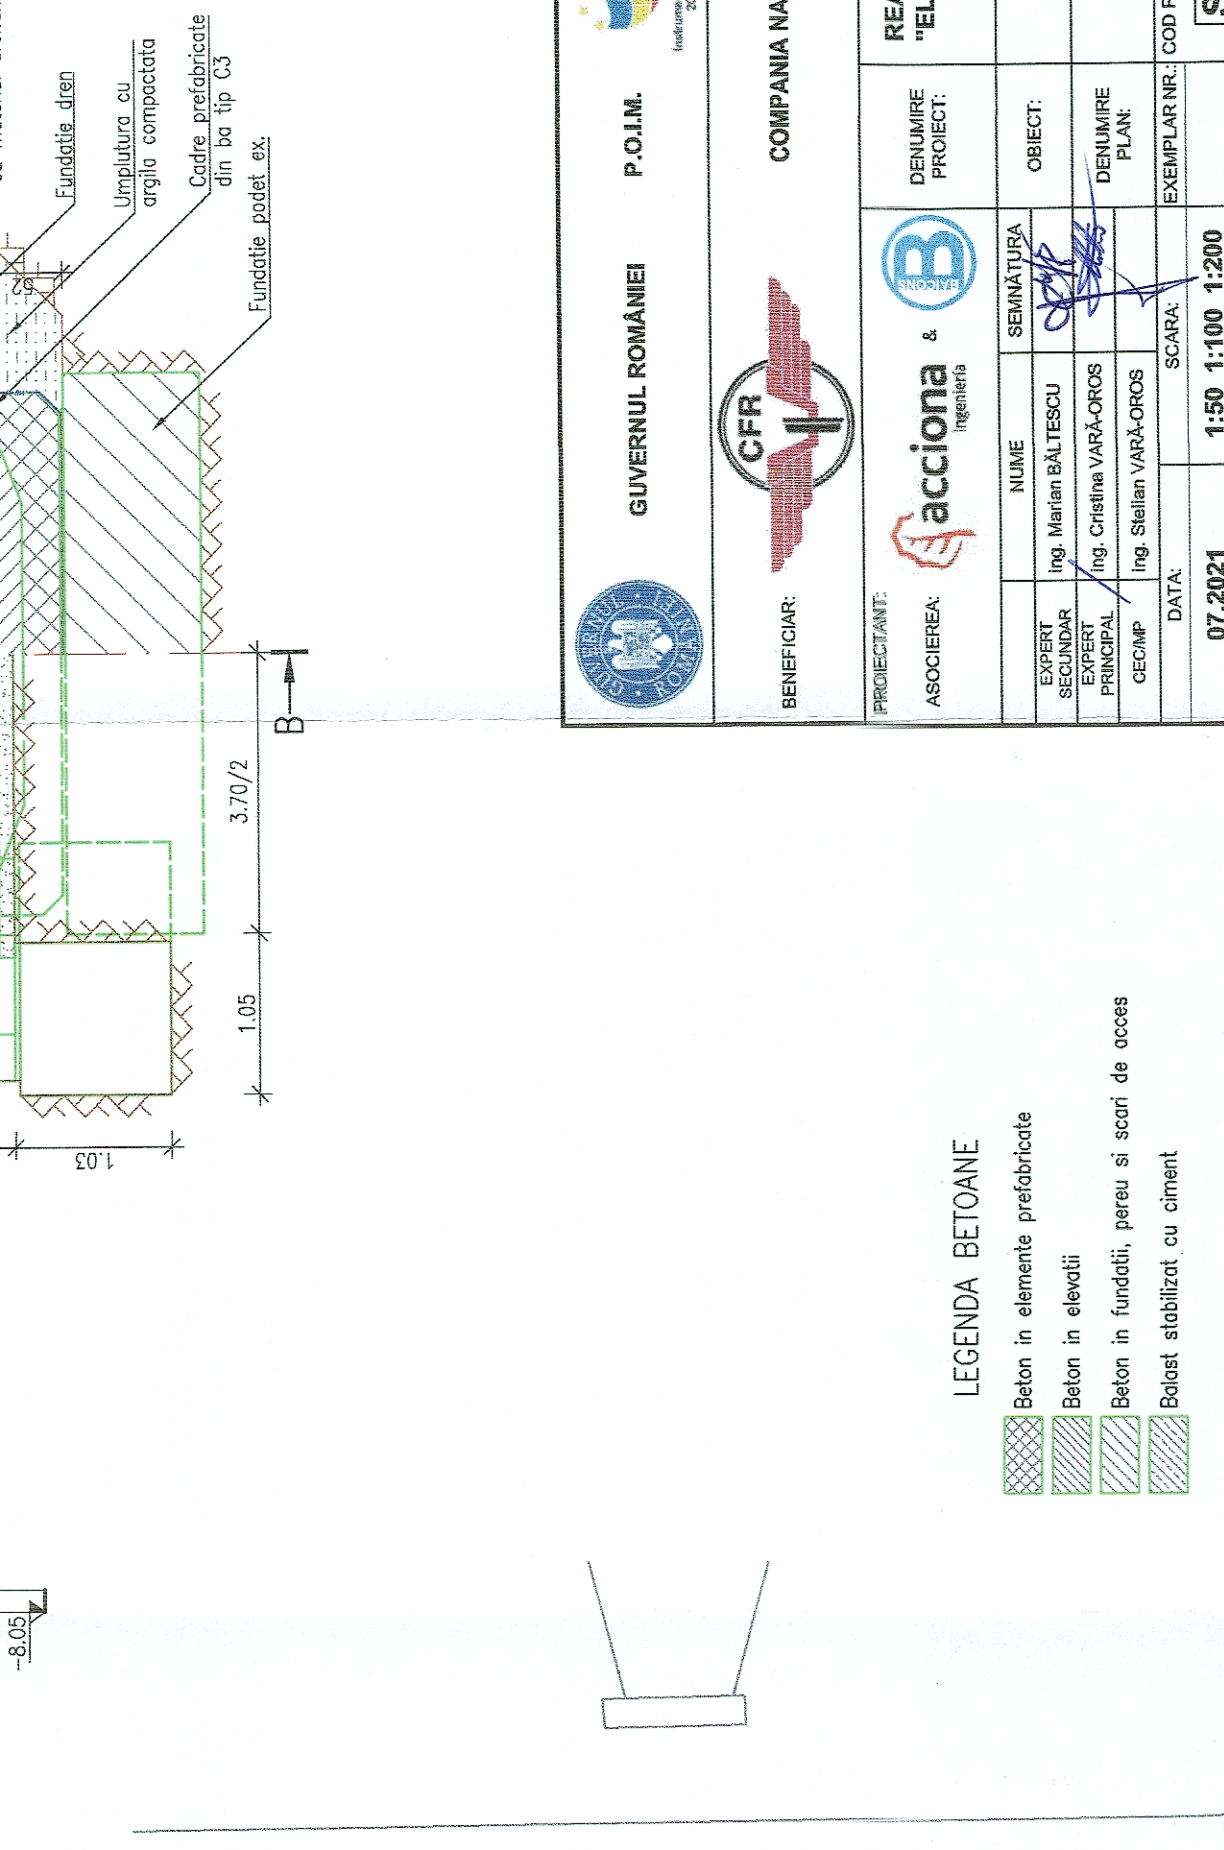 Fundatie dren
Umplutura cu
argila compactata
Cadre prefabricate
din ba tip C3
Fundatie podet ex.
52
B
3.70/2
1.05
1.03
-8.05
LEGENDA BETOANE
Beton in elemente prefabricate
Beton in elevatii
Beton in fundatii, pereu si scari de acces
Balast stabilizat cu ciment
GUVERNUL ROMÂNIEI
P.O.I.M.
BENEFICIAR:
CFR
COMPANIA NA
PROIECTANT:
ASOCIEREA:
acciona
Ingeniería
&
B
BAICONS
DENUMIRE
PROIECT:
REA
"EL
NUME
SEMNĂTURA
OBIECT:
EXPERT
SECUNDAR
ing. Marian BĂLTESCU
EXPERT
PRINCIPAL
ing. Cristina VARĂ-OROS
DENUMIRE
PLAN:
CEC/MP
ing. Stelian VARĂ-OROS
DATA:
SCARA:
EXEMPLAR NR.:
COD P
07.2021
1:50 1:100 1:200